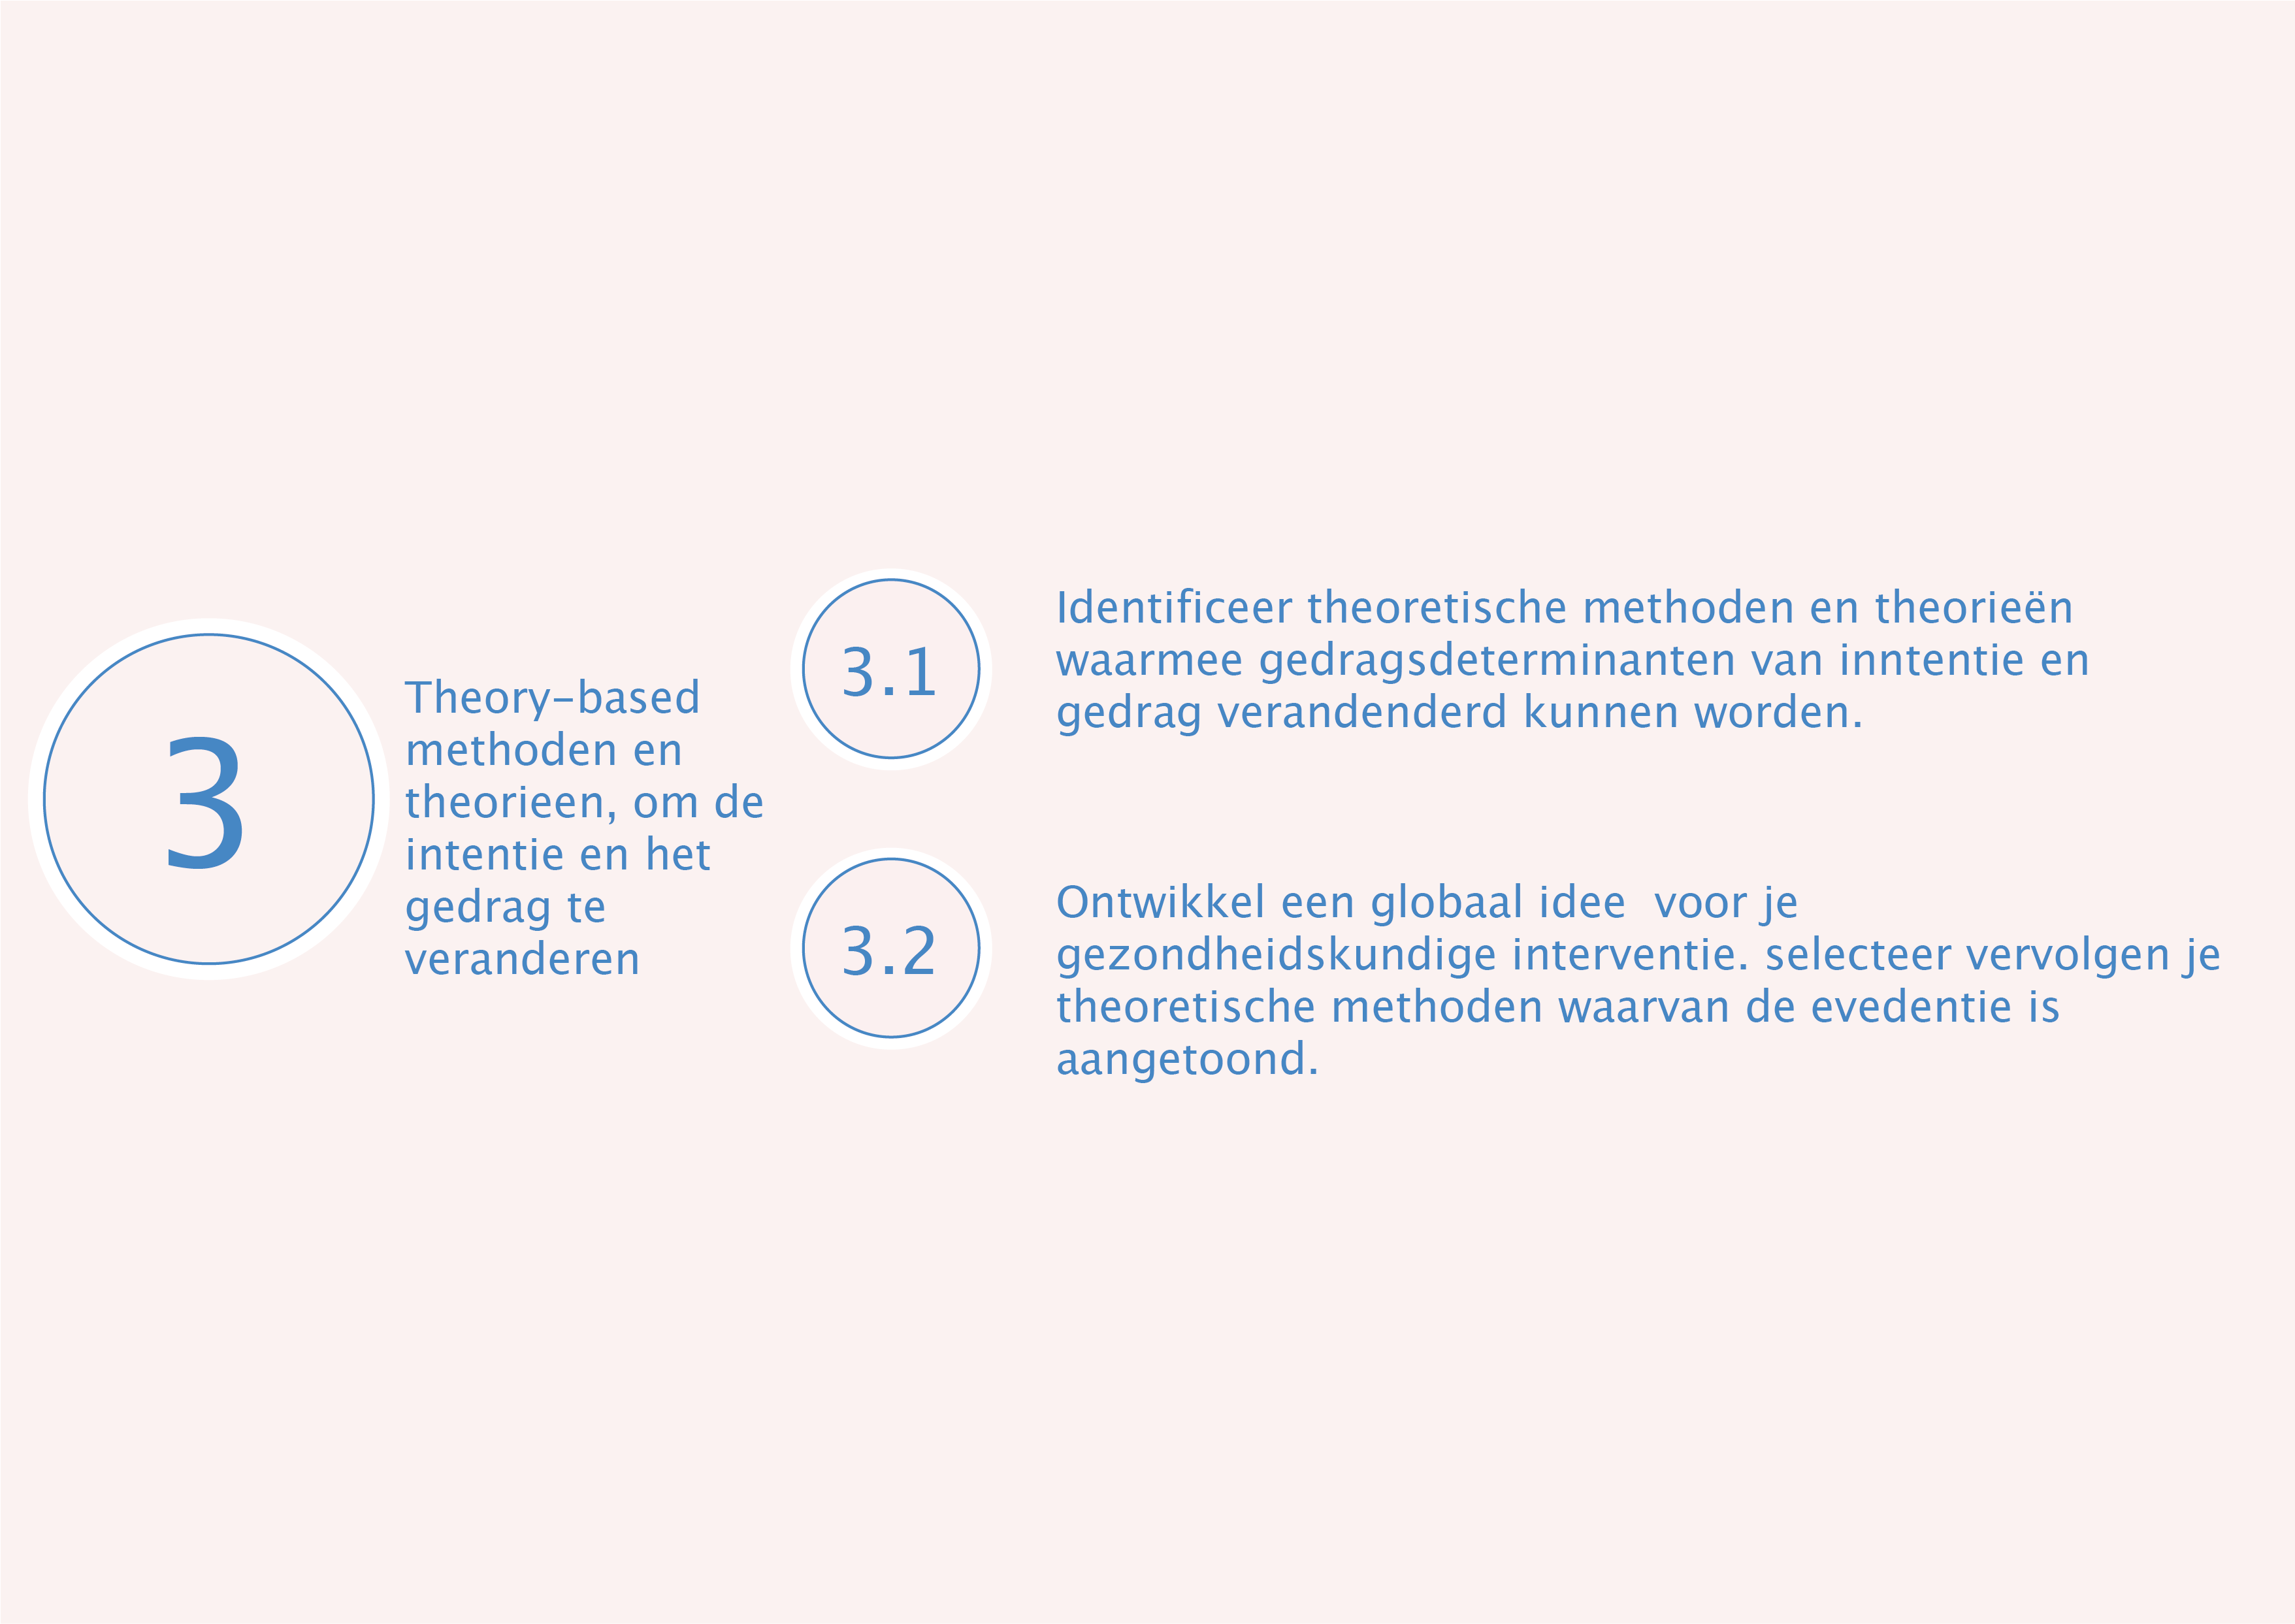 3
Theory-based
methoden en
theorieen, om de
intentie en het
gedrag te
veranderen
3.1
Identificeer theoretische methoden en theorieën
waarmee gedragsdeterminanten van inntentie en
gedrag verandenderd kunnen worden.
3.2
Ontwikkel een globaal idee  voor je
gezondheidskundige interventie. selecteer vervolgen je
theoretische methoden waarvan de evedentie is
aangetoond.